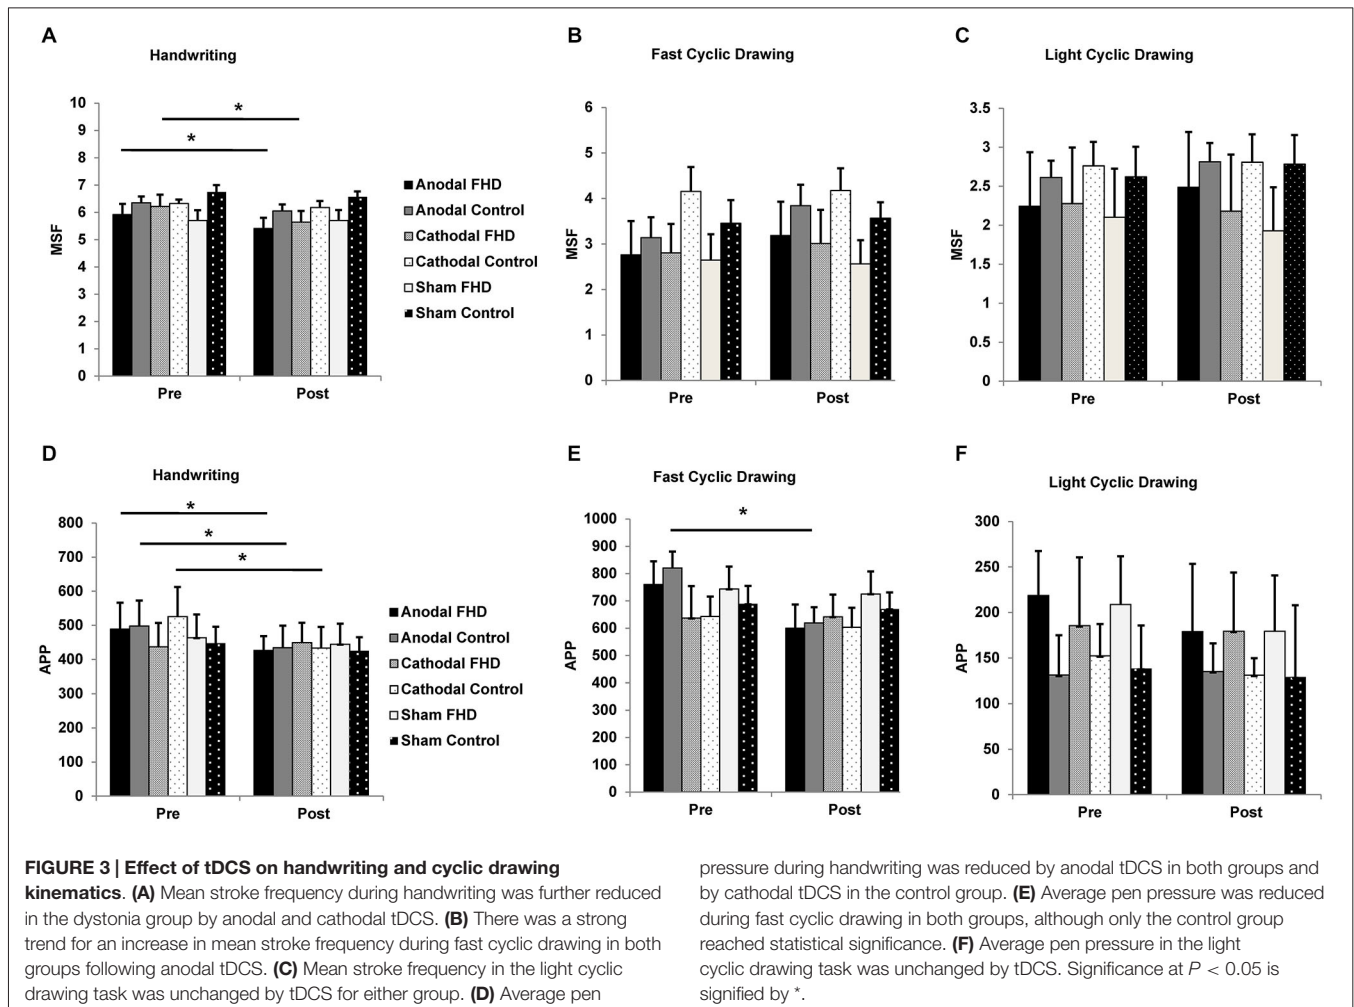 A
Handwriting
10
9
8
7
6
5
4
3
2
1
0
MSF
*
*
Pre
Post
Anodal FHD
Anodal Control
Cathodal FHD
Cathodal Control
Sham FHD
Sham Control
B
Fast Cyclic Drawing
6
5
4
3
2
1
0
MSF
Pre
Post
C
Light Cyclic Drawing
3.5
3
2.5
2
1.5
1
0.5
0
MSF
Pre
Post
D
Handwriting
800
700
600
500
400
300
200
100
0
APP
*
*
*
Pre
Post
Anodal FHD
Anodal Control
Cathodal FHD
Cathodal Control
Sham FHD
Sham Control
E
Fast Cyclic Drawing
1000
900
800
700
600
500
400
300
200
100
0
APP
*
Pre
Post
F
Light Cyclic Drawing
300
250
200
150
100
50
0
APP
Pre
Post
FIGURE 3 | Effect of tDCS on handwriting and cyclic drawing
kinematics. (A) Mean stroke frequency during handwriting was further reduced
in the dystonia group by anodal and cathodal tDCS. (B) There was a strong
trend for an increase in mean stroke frequency during fast cyclic drawing in both
groups following anodal tDCS. (C) Mean stroke frequency in the light cyclic
drawing task was unchanged by tDCS for either group. (D) Average pen
pressure during handwriting was reduced by anodal tDCS in both groups and
by cathodal tDCS in the control group. (E) Average pen pressure was reduced
during fast cyclic drawing in both groups, although only the control group
reached statistical significance. (F) Average pen pressure in the light
cyclic drawing task was unchanged by tDCS. Significance at P < 0.05 is
signified by *.